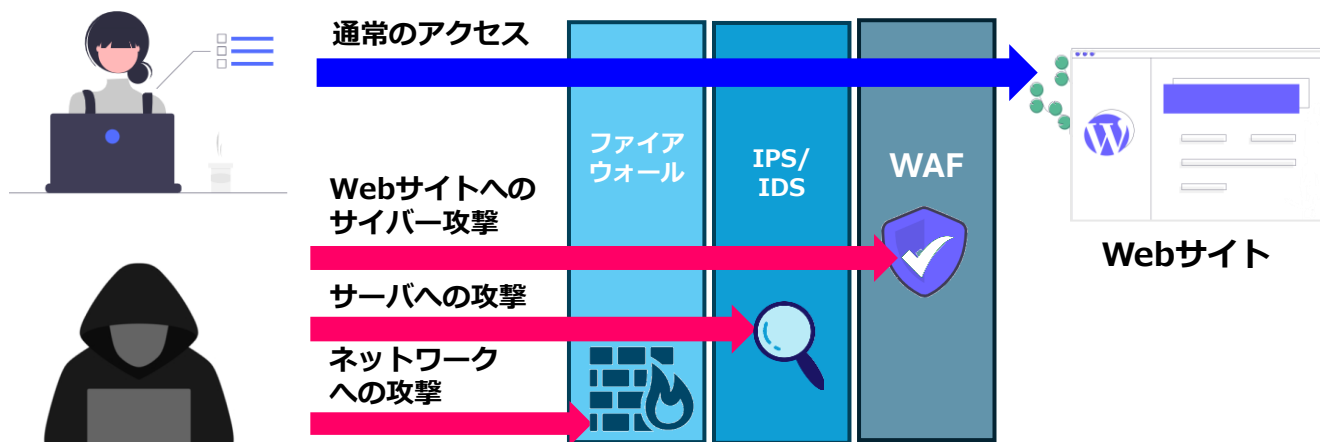 通常のアクセス
ファイア
ウォール
IPS/
IDS
WAF
Webサイトへの
サイバー攻撃
サーバへの攻撃
ネットワーク
への攻撃
Webサイト